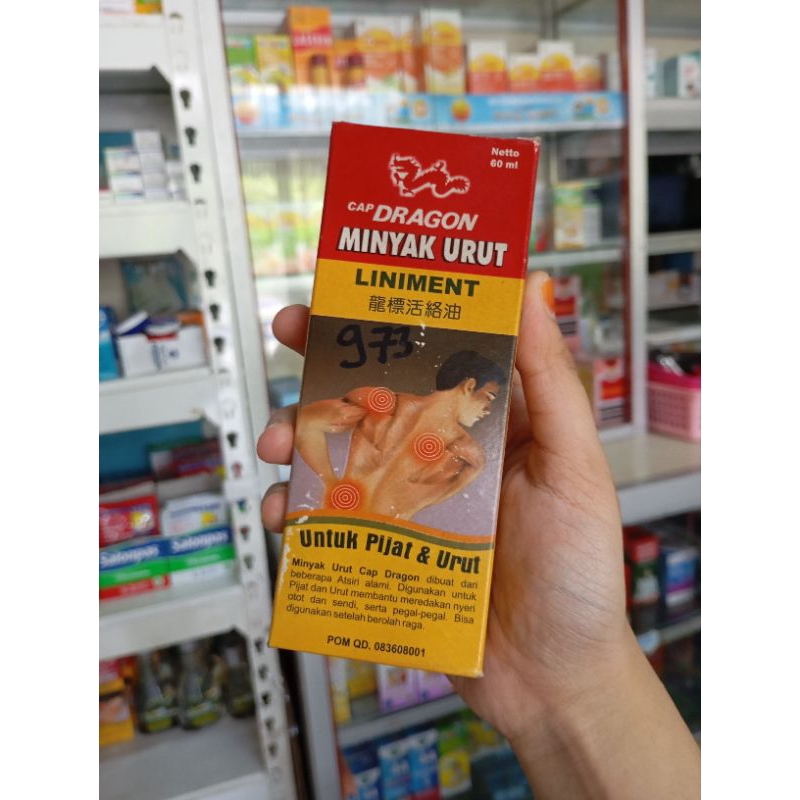 Netto
60 ml
CAP DRAGON
MINYAK URUT
LINIMENT
龍標活絡油
973
Untuk Pijat & Urut
Minyak Urut Cap Dragon dibuat dari
beberapa Atsiri alami. Digunakan untuk
Pijat dan Urut membantu meredakan nyeri
otot dan sendi, serta pegal-pegal. Bisa
digunakan setelah berolah raga.
POM QD. 083608001
Salonpas
Salonpas